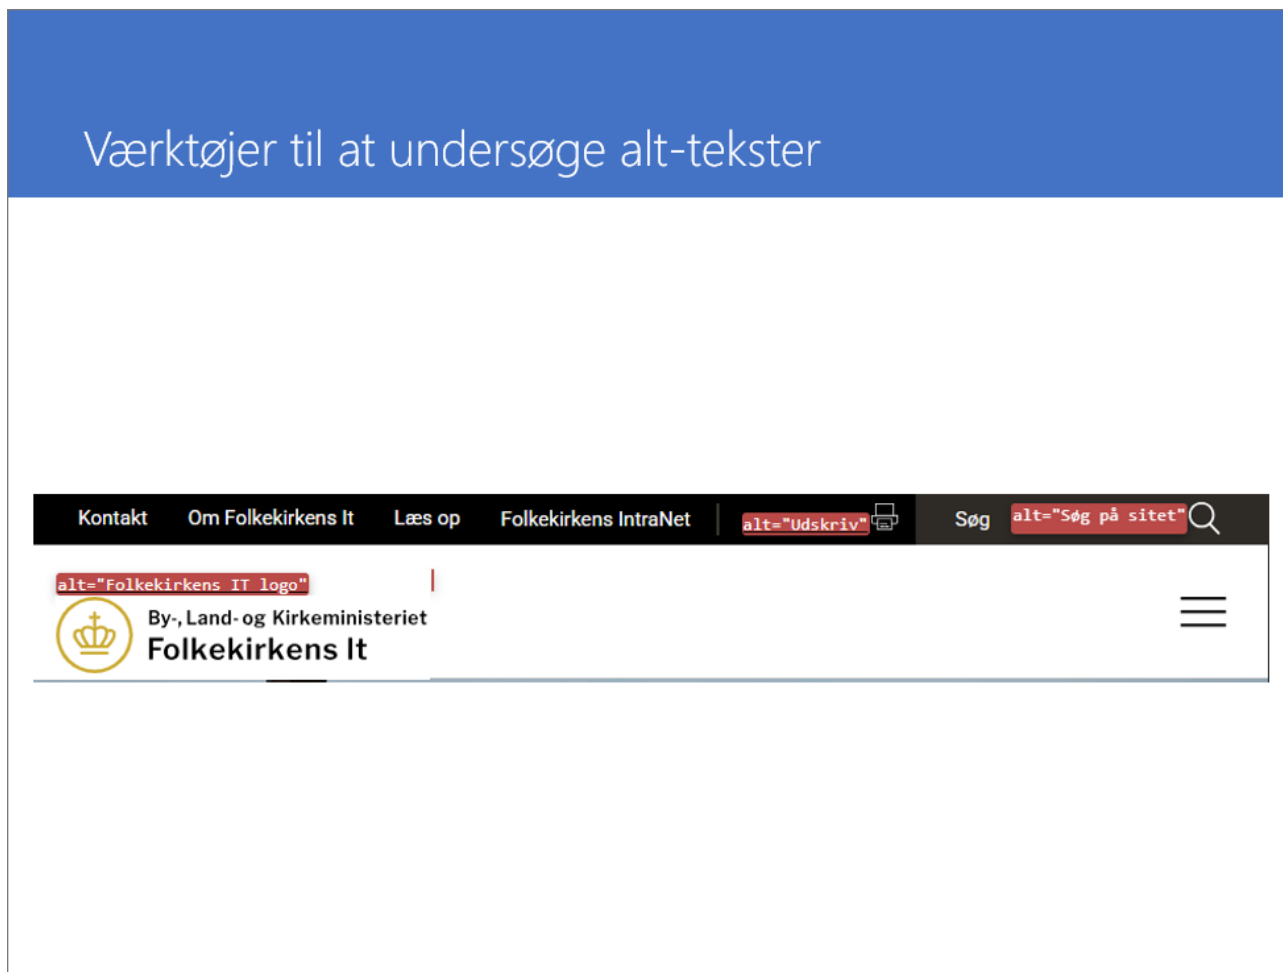 Værktøjer til at undersøge alt-tekster
Kontakt Om Folkekirkens It Læs op Folkekirkens IntraNet alt="Udskriv" Søg alt="Søg på sitet"
alt="Folkekirkens IT logo"
By-, Land- og Kirkeministeriet
Folkekirkens It